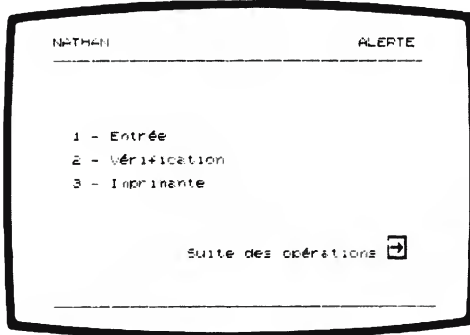 NATHAN ALERTE
1 - Entrée
2 - Vérification
3 - Imprimante
Suite des opérations